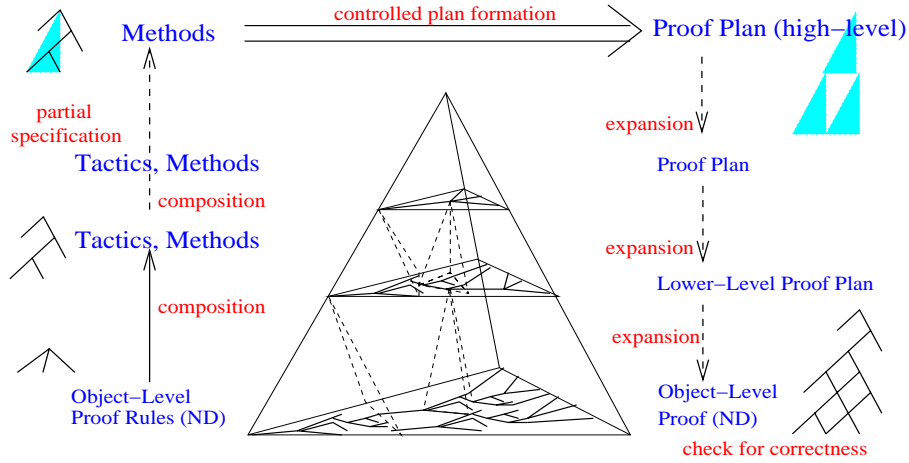 controlled plan formation
Methods
Proof Plan (high–level)
partial
specification
expansion
Tactics, Methods
Proof Plan
composition
Tactics, Methods
expansion
Lower–Level Proof Plan
composition
expansion
Object–Level
Proof Rules (ND)
Object–Level
Proof (ND)
check for correctness